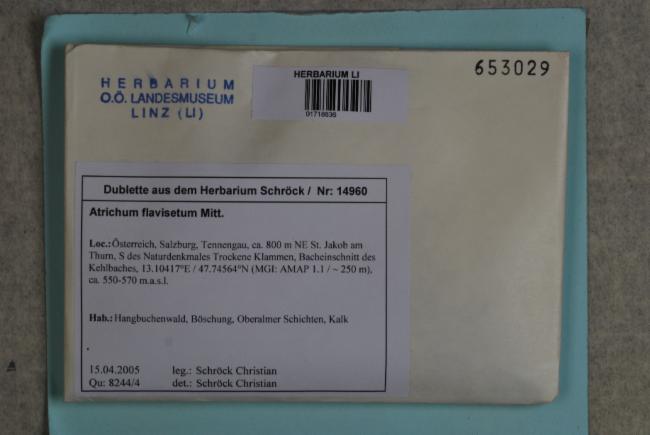 HERBARIUM
O.Ö. LANDESMUSEUM
LINZ (LI)
HERBARIUM LI
01716636
653029
Dublette aus dem Herbarium Schröck / Nr: 14960
Atrichum flavisetum Mitt.
Loc.:Österreich, Salzburg, Tennengau, ca. 800 m NE St. Jakob am
Thurn, S des Naturdenkmales Trockene Klammen, Bacheinschnitt des
Kehlbaches, 13.10417°E / 47.74564°N (MGI: AMAP 1.1 / ~ 250 m),
ca. 550-570 m.a.s.l.
Hab.:Hangbuchenwald, Böschung, Oberalmer Schichten, Kalk
15.04.2005 leg.: Schröck Christian
Qu: 8244/4 det.: Schröck Christian